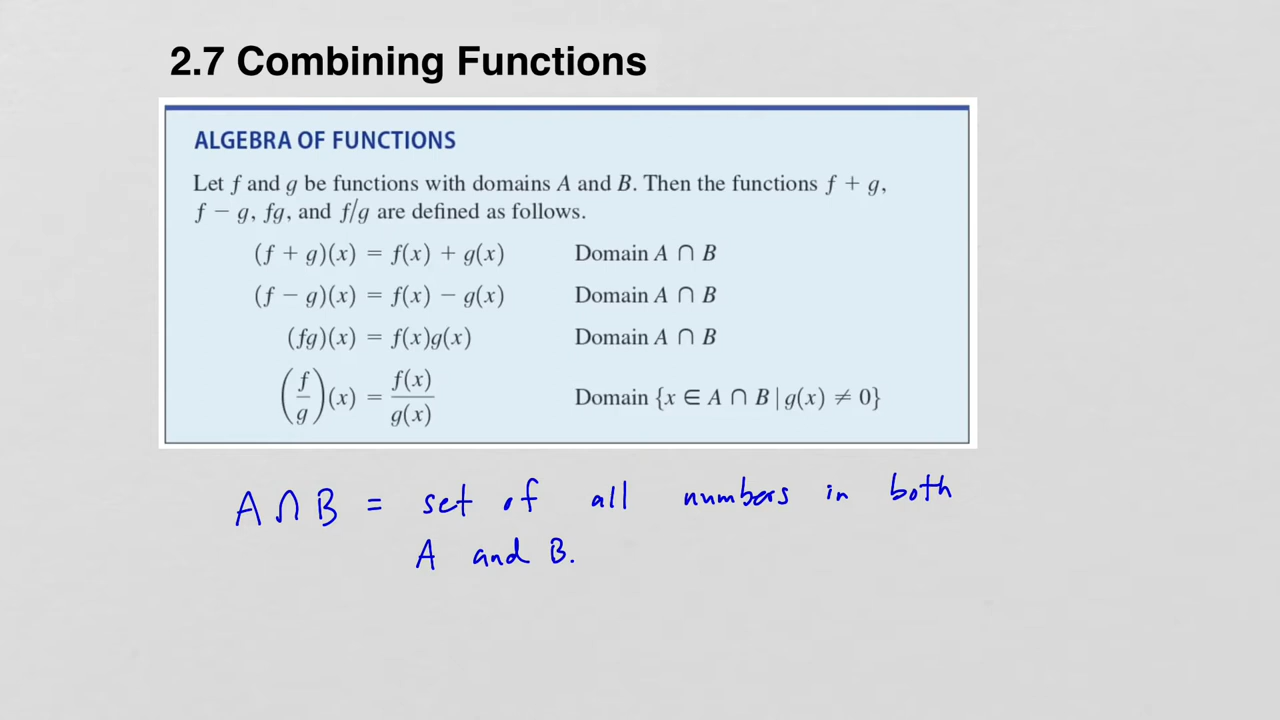 2.7 Combining Functions
ALGEBRA OF FUNCTIONS
Let f and g be functions with domains A and B. Then the functions f + g,
f − g, fg, and f/g are defined as follows.
(f + g)(x) = f(x) + g(x) Domain A ∩ B
(f − g)(x) = f(x) − g(x) Domain A ∩ B
(fg)(x) = f(x)g(x) Domain A ∩ B
(f/g)(x) = f(x)/g(x) Domain {x ∈ A ∩ B | g(x) ≠ 0}
A ∩ B = set of all numbers in both
A and B.